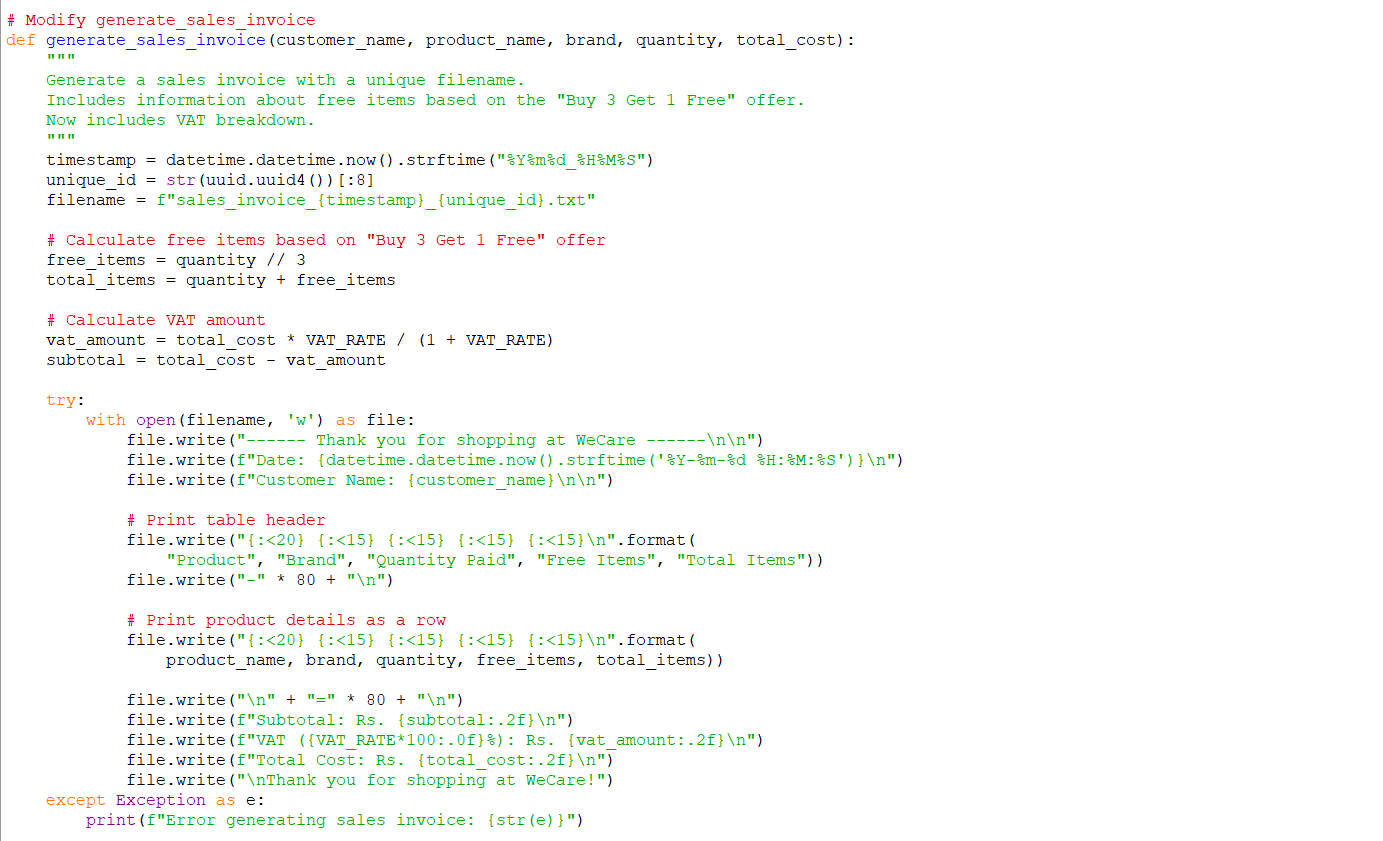 # Modify generate_sales_invoice
def generate_sales_invoice(customer_name, product_name, brand, quantity, total_cost):
    """
    Generate a sales invoice with a unique filename.
    Includes information about free items based on the "Buy 3 Get 1 Free" offer.
    Now includes VAT breakdown.
    """
    timestamp = datetime.datetime.now().strftime("%Y%m%d_%H%M%S")
    unique_id = str(uuid.uuid4())[:8]
    filename = f"sales_invoice_{timestamp}_{unique_id}.txt"

    # Calculate free items based on "Buy 3 Get 1 Free" offer
    free_items = quantity // 3
    total_items = quantity + free_items

    # Calculate VAT amount
    vat_amount = total_cost * VAT_RATE / (1 + VAT_RATE)
    subtotal = total_cost - vat_amount

    try:
        with open(filename, 'w') as file:
            file.write("------ Thank you for shopping at WeCare ------\n\n")
            file.write(f"Date: {datetime.datetime.now().strftime('%Y-%m-%d %H:%M:%S')}\n")
            file.write(f"Customer Name: {customer_name}\n\n")

            # Print table header
            file.write("{:<20} {:<15} {:<15} {:<15} {:<15}\n".format(
                "Product", "Brand", "Quantity Paid", "Free Items", "Total Items"))
            file.write("-" * 80 + "\n")

            # Print product details as a row
            file.write("{:<20} {:<15} {:<15} {:<15} {:<15}\n".format(
                product_name, brand, quantity, free_items, total_items))

            file.write("\n" + "=" * 80 + "\n")
            file.write(f"Subtotal: Rs. {subtotal:.2f}\n")
            file.write(f"VAT ({VAT_RATE*100:.0f}%): Rs. {vat_amount:.2f}\n")
            file.write(f"Total Cost: Rs. {total_cost:.2f}\n")
            file.write("\nThank you for shopping at WeCare!")
    except Exception as e:
        print(f"Error generating sales invoice: {str(e)}")